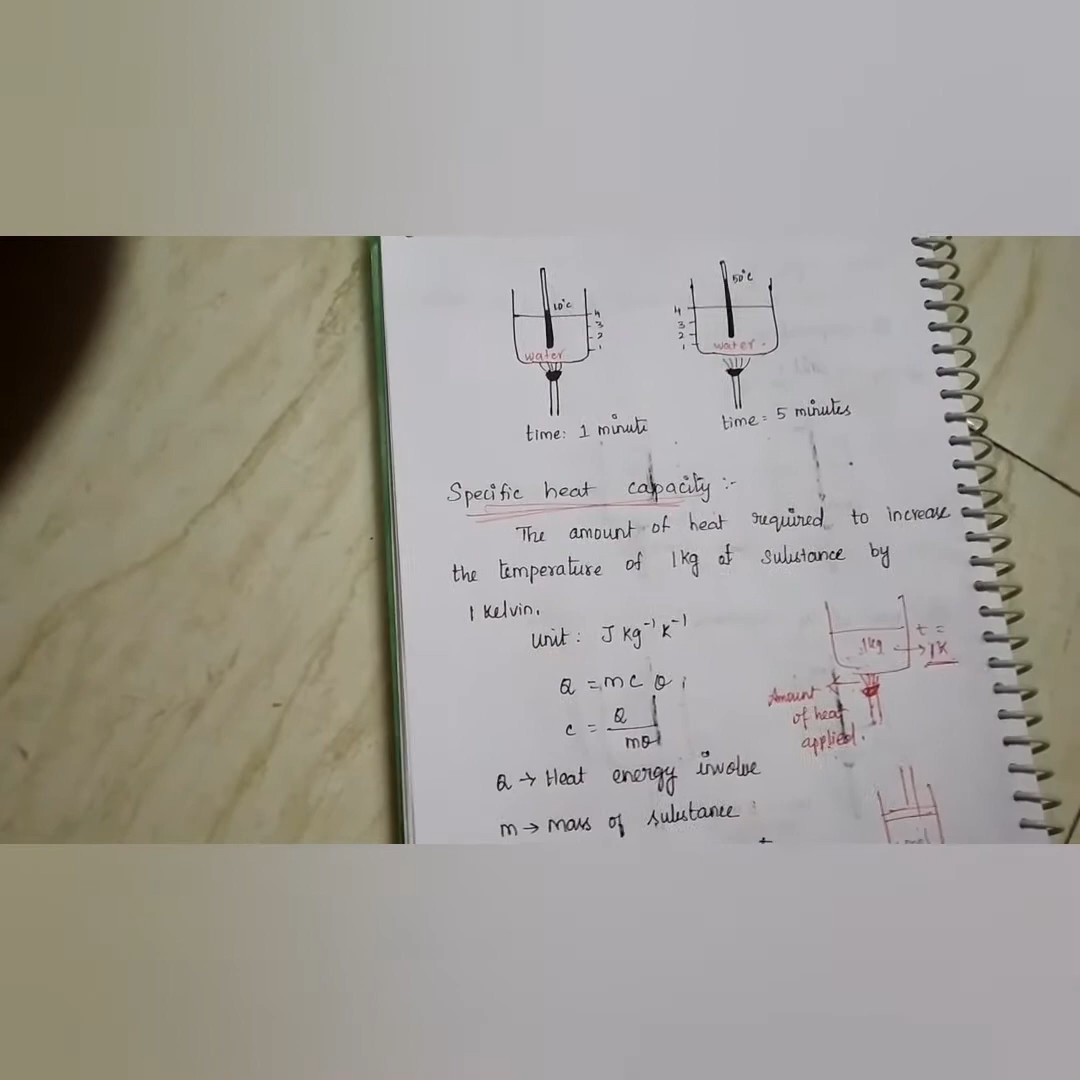 10°C
4
3
2
1
water
time: 1 minute
50°C
4
3
2
1
water.
time = 5 minutes
Specific heat capacity :-
The amount of heat required to increase
the temperature of 1kg of substance by
1 Kelvin.
Unit: J kg⁻¹ K⁻¹
Q = mcθ
c = Q
mθ
Q → Heat energy involve
m → mass of substance
1kg → 1K
t =
Amount
of heat
applied.